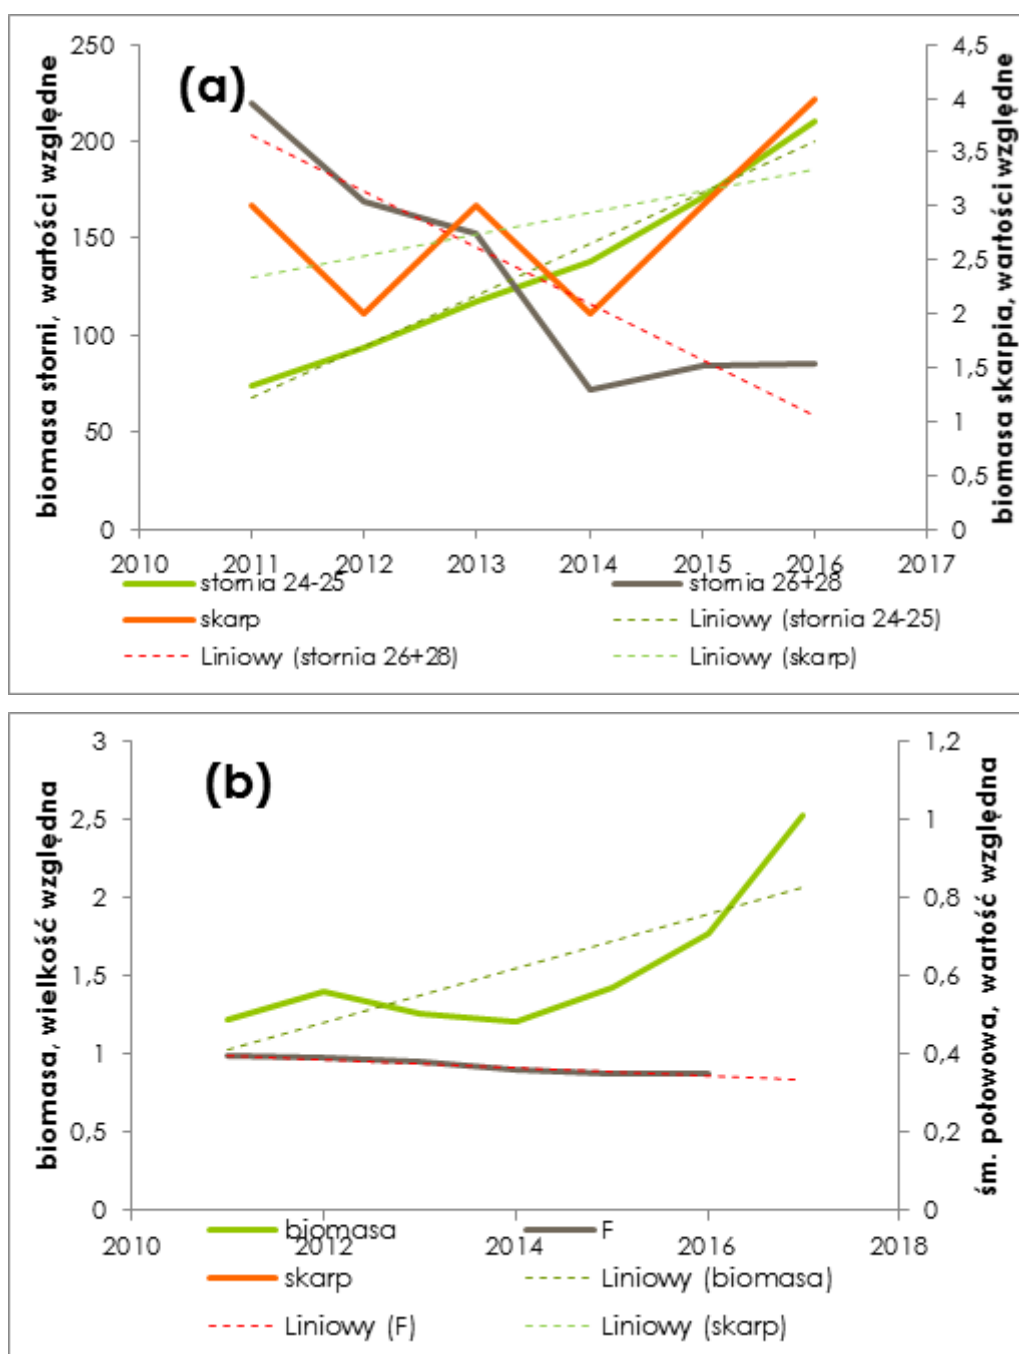 (a)
biomasa storni, wartości względne
biomasa skarpia, wartości względne
250
200
150
100
50
0
4,5
4
3,5
3
2,5
2
1,5
1
0,5
0
2010 2011 2012 2013 2014 2015 2016 2017
stornia 24-25 stornia 26+28
skarp Liniowy (stornia 24-25)
Liniowy (stornia 26+28) Liniowy (skarp)
(b)
biomasa, wielkość względna
śm. połowowa, wartość względna
3
2,5
2
1,5
1
0,5
0
1,2
1
0,8
0,6
0,4
0,2
0
2010 2012 2014 2016 2018
biomasa F
skarp Liniowy (biomasa)
Liniowy (F) Liniowy (skarp)